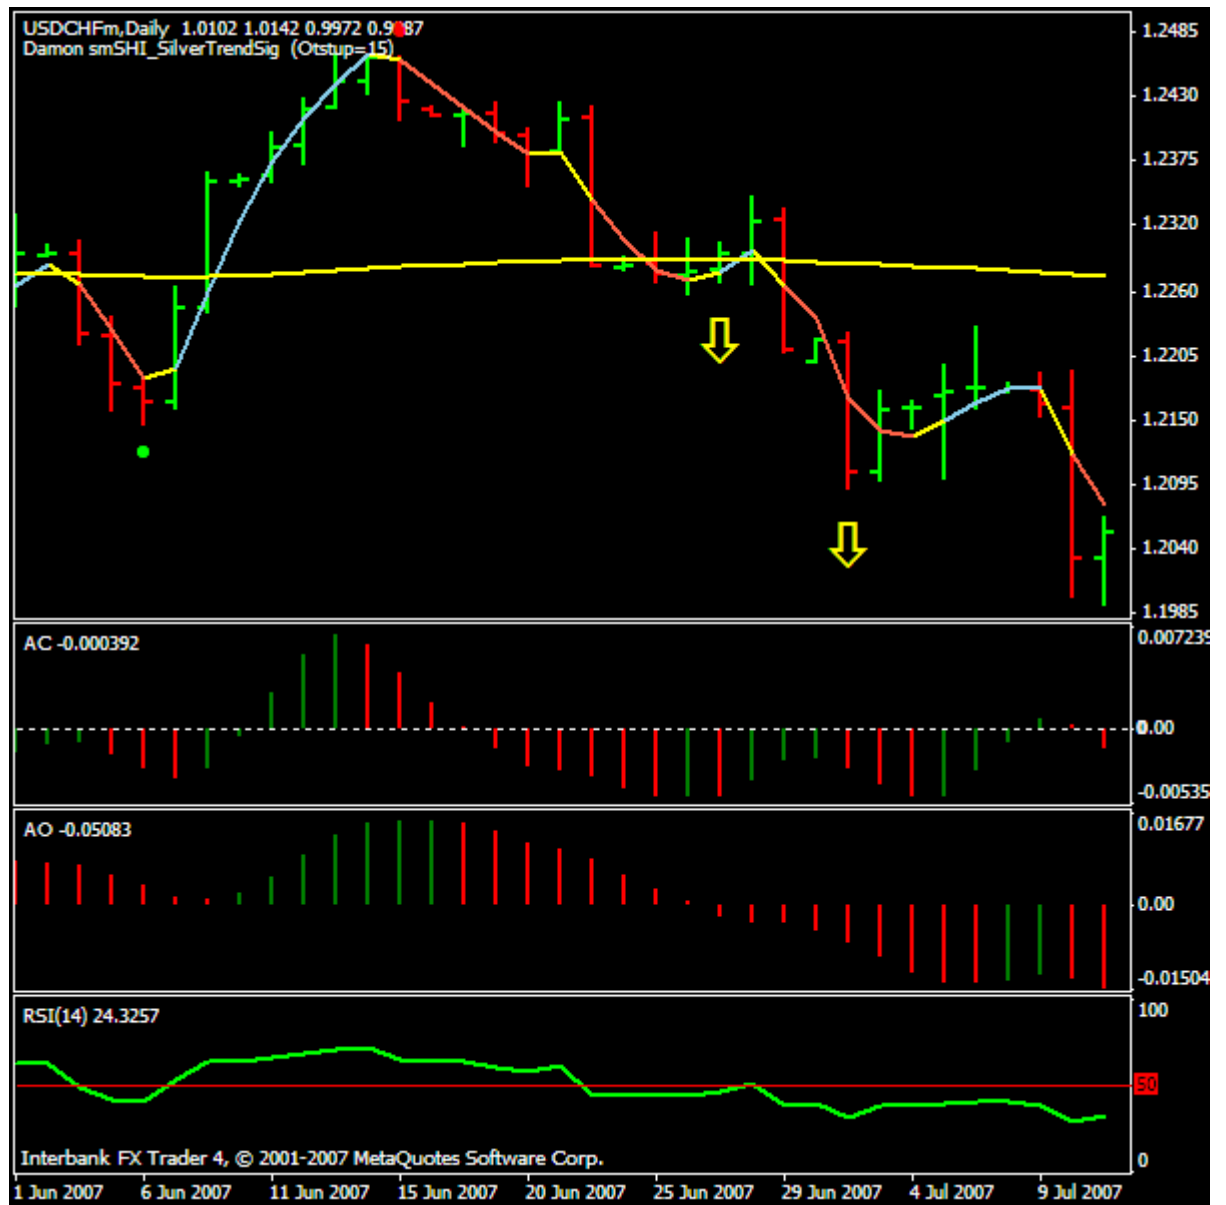 USDCHFm,Daily 1.0102 1.0142 0.9972
Damon smSHI_SilverTrendSig (Otstup=15)
1.2485
1.2430
1.2375
1.2320
1.2260
1.2205
1.2150
1.2095
1.2040
1.1985
AC -0.000392
0.007239
0.00
-0.00535
AO -0.05083
0.01677
0.00
-0.01504
RSI(14) 24.3257
100
50
0
Interbank FX Trader 4, © 2001-2007 MetaQuotes Software Corp.
1 Jun 2007 6 Jun 2007 11 Jun 2007 15 Jun 2007 20 Jun 2007 25 Jun 2007 29 Jun 2007 4 Jul 2007 9 Jul 2007